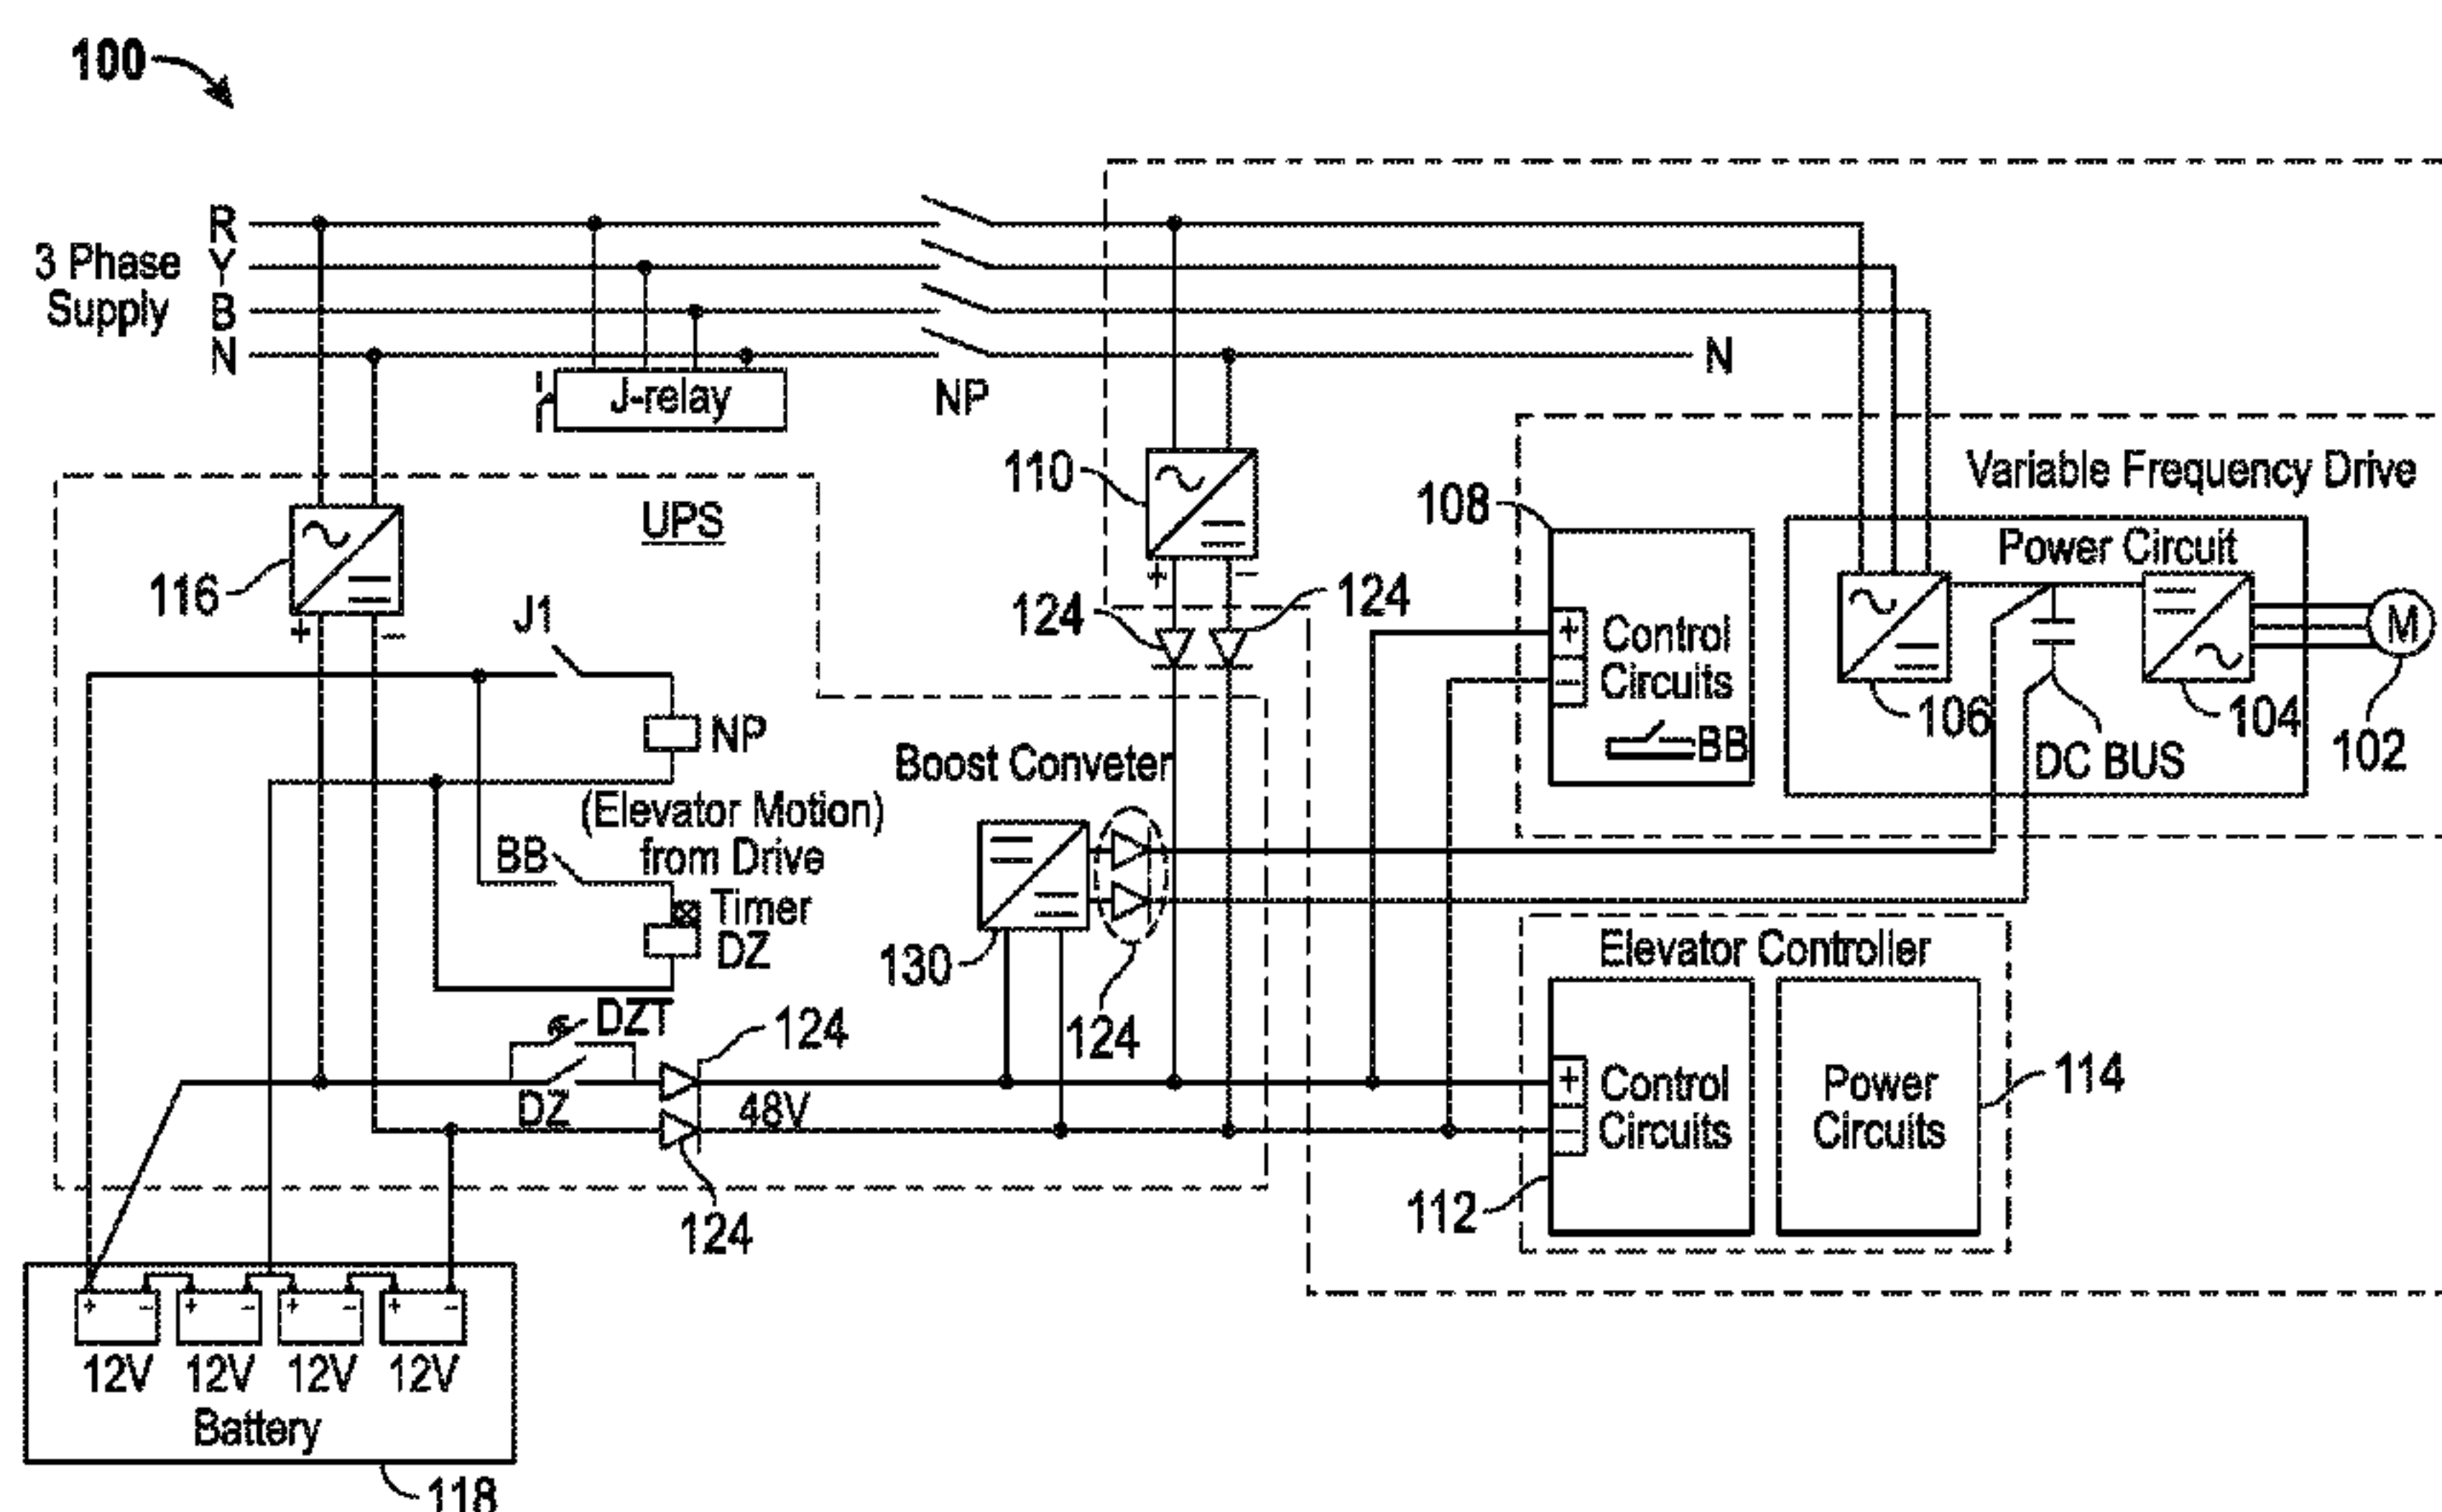 100
R
3 Phase
Supply
Y
B
N
J-relay
NP
N
110
108
Variable Frequency Drive
UPS
Power Circuit
116
+
−
J1
+
−
124
124
+
−
Control
Circuits
BB
106
104
M
102
DC BUS
NP
Boost Conveter
(Elevator Motion)
from Drive
BB
Timer
DZ
130
124
Elevator Controller
DZT
124
DZ
48V
+
−
Control
Circuits
Power
Circuits
114
112
124
+ − + − + − + −
12V 12V 12V 12V
Battery
118